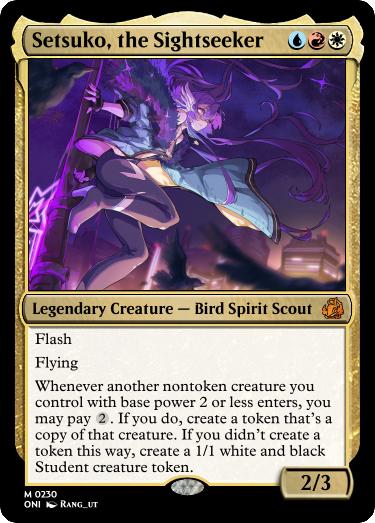 Setsuko, the Sightseeker
Legendary Creature — Bird Spirit Scout
Flash
Flying
Whenever another nontoken creature you
control with base power 2 or less enters, you
may pay 2. If you do, create a token that's a
copy of that creature. If you didn't create a
token this way, create a 1/1 white and black
Student creature token.
2/3
M 0230
ONI RANG_UT